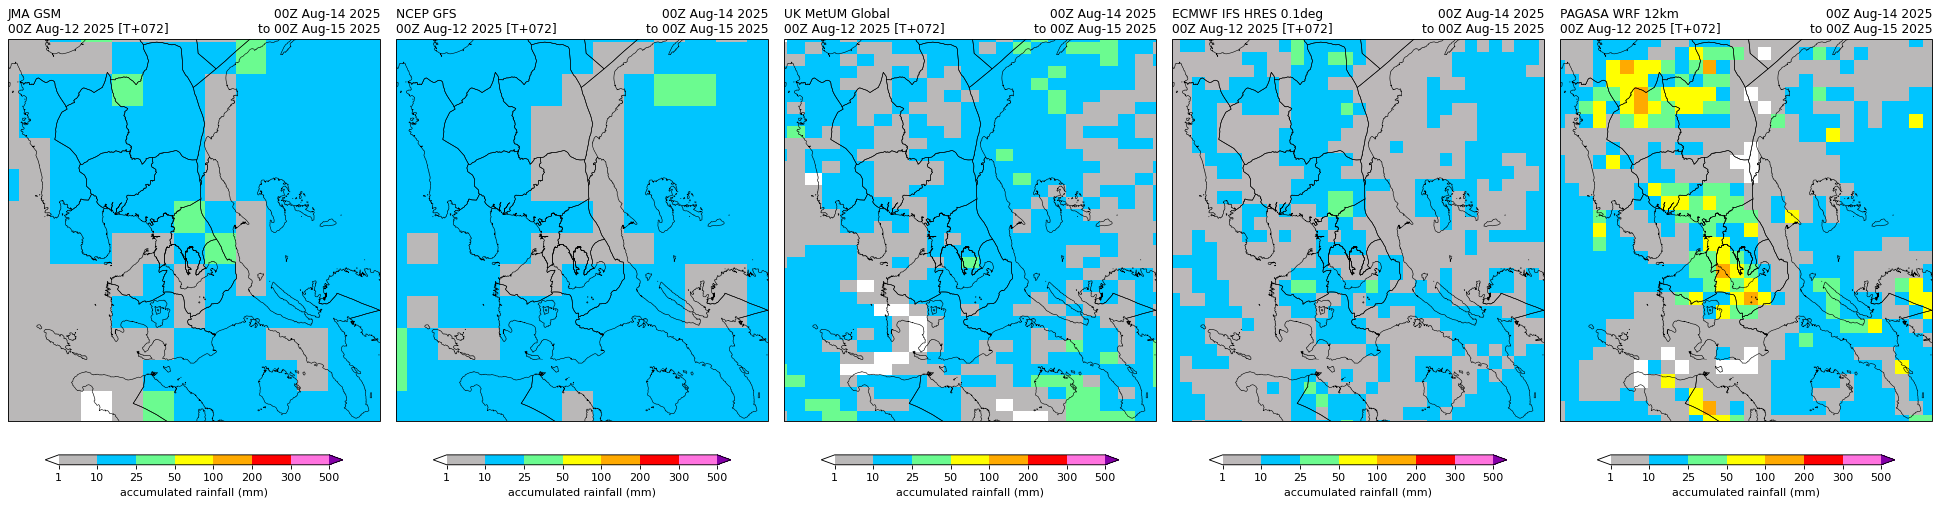 JMA GSM 00Z Aug-14 2025
00Z Aug-12 2025 [T+072] to 00Z Aug-15 2025
NCEP GFS 00Z Aug-14 2025
00Z Aug-12 2025 [T+072] to 00Z Aug-15 2025
UK MetUM Global 00Z Aug-14 2025
00Z Aug-12 2025 [T+072] to 00Z Aug-15 2025
ECMWF IFS HRES 0.1deg 00Z Aug-14 2025
00Z Aug-12 2025 [T+072] to 00Z Aug-15 2025
PAGASA WRF 12km 00Z Aug-14 2025
00Z Aug-12 2025 [T+072] to 00Z Aug-15 2025
1 10 25 50 100 200 300 500
accumulated rainfall (mm)
1 10 25 50 100 200 300 500
accumulated rainfall (mm)
1 10 25 50 100 200 300 500
accumulated rainfall (mm)
1 10 25 50 100 200 300 500
accumulated rainfall (mm)
1 10 25 50 100 200 300 500
accumulated rainfall (mm)